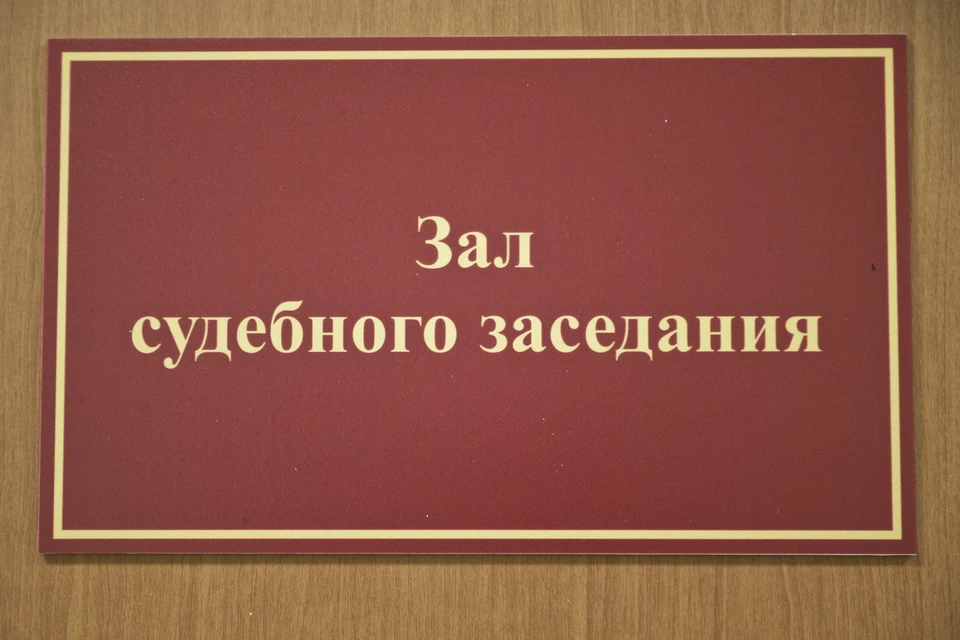 Зал
судебного заседания